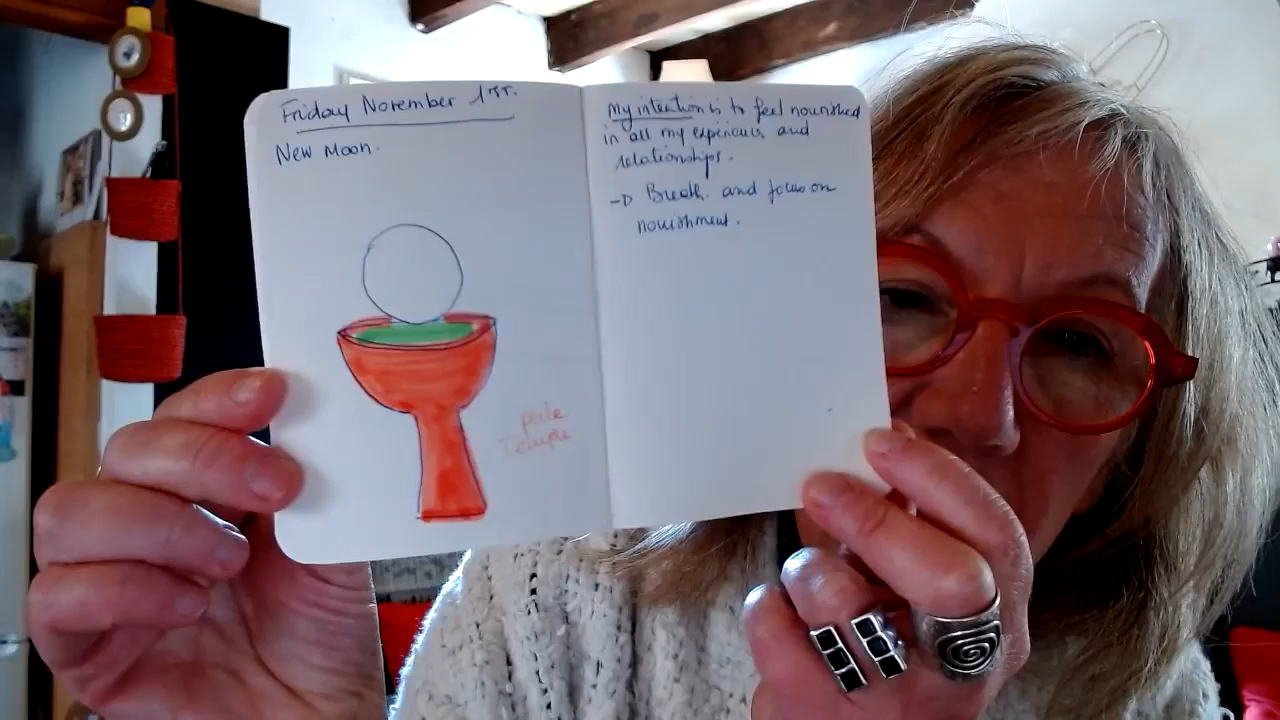 Friday November 1st.
New Moon.
My intention is to feel nourished
in all my experiences and
relationships.
and focus on
nourishment.
Temple